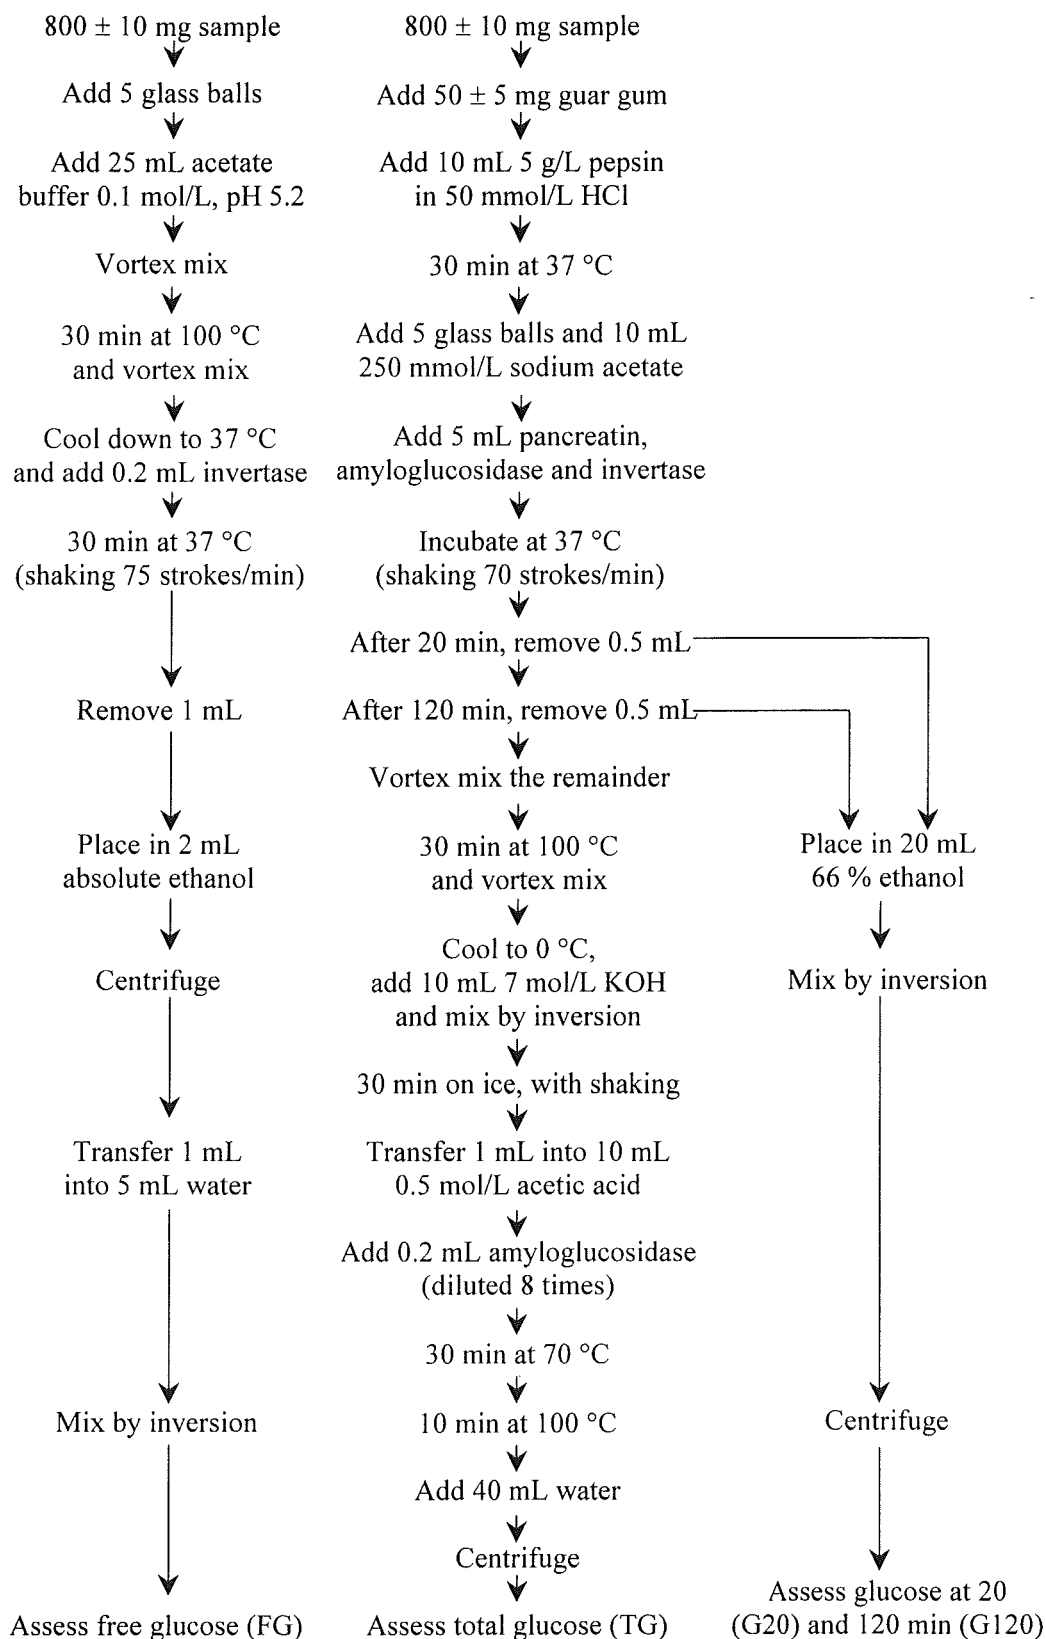 800 ± 10 mg sample
Add 5 glass balls
Add 25 mL acetate
buffer 0.1 mol/L, pH 5.2
Vortex mix
30 min at 100 °C
and vortex mix
Cool down to 37 °C
and add 0.2 mL invertase
30 min at 37 °C
(shaking 75 strokes/min)
Remove 1 mL
Place in 2 mL
absolute ethanol
Centrifuge
Transfer 1 mL
into 5 mL water
Mix by inversion
Assess free glucose (FG)
800 ± 10 mg sample
Add 50 ± 5 mg guar gum
Add 10 mL 5 g/L pepsin
in 50 mmol/L HCl
30 min at 37 °C
Add 5 glass balls and 10 mL
250 mmol/L sodium acetate
Add 5 mL pancreatin,
amyloglucosidase and invertase
Incubate at 37 °C
(shaking 70 strokes/min)
After 20 min, remove 0.5 mL
After 120 min, remove 0.5 mL
Vortex mix the remainder
30 min at 100 °C
and vortex mix
Cool to 0 °C,
add 10 mL 7 mol/L KOH
and mix by inversion
30 min on ice, with shaking
Transfer 1 mL into 10 mL
0.5 mol/L acetic acid
Add 0.2 mL amyloglucosidase
(diluted 8 times)
30 min at 70 °C
10 min at 100 °C
Add 40 mL water
Centrifuge
Assess total glucose (TG)
Place in 20 mL
66 % ethanol
Mix by inversion
Centrifuge
Assess glucose at 20
(G20) and 120 min (G120)